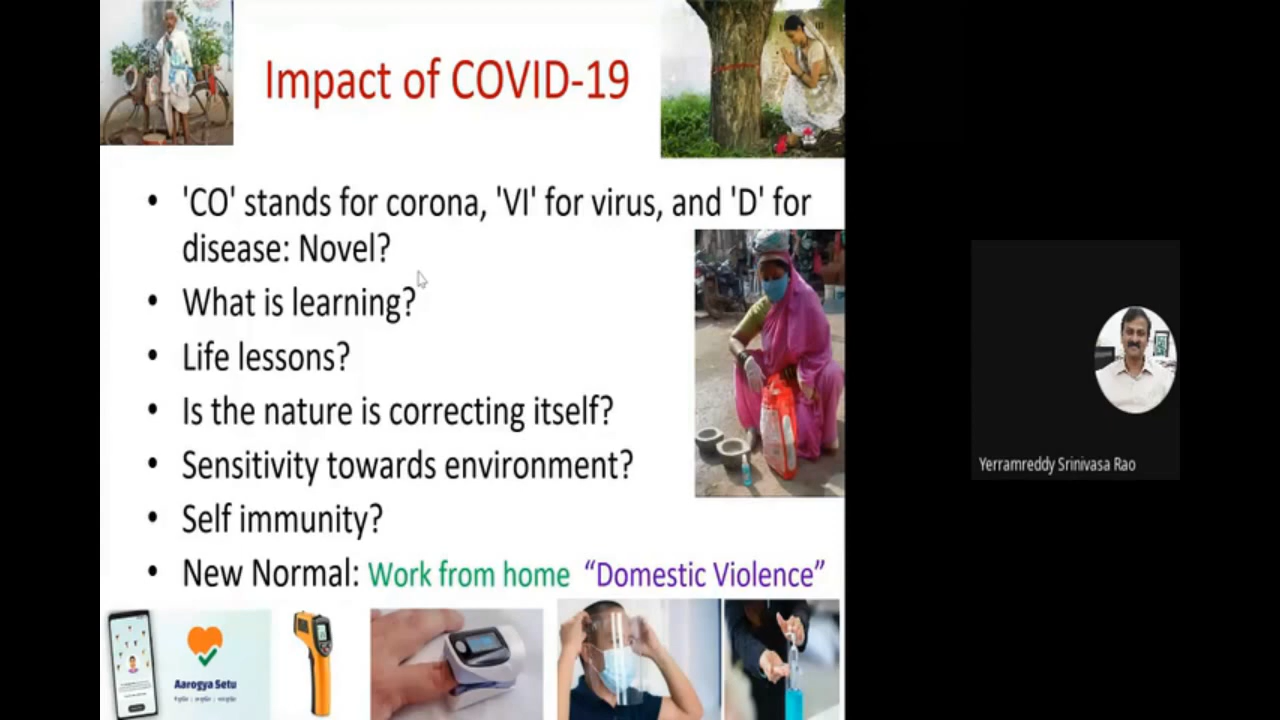 Impact of COVID-19
• 'CO' stands for corona, 'VI' for virus, and 'D' for
disease: Novel?
• What is learning?
• Life lessons?
• Is the nature is correcting itself?
• Sensitivity towards environment?
• Self immunity?
• New Normal: Work from home “Domestic Violence”
Aarogya Setu
Yerramreddy Srinivasa Rao